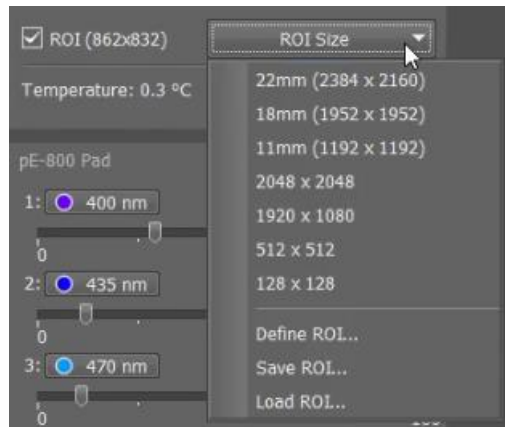 ROI (862x832)
ROI Size
Temperature: 0.3 ºC
22mm (2384 x 2160)
18mm (1952 x 1952)
11mm (1192 x 1192)
2048 x 2048
1920 x 1080
512 x 512
128 x 128
Define ROI...
Save ROI...
Load ROI...
pE-800 Pad
1:
400 nm
0
2:
435 nm
0
3:
470 nm
0